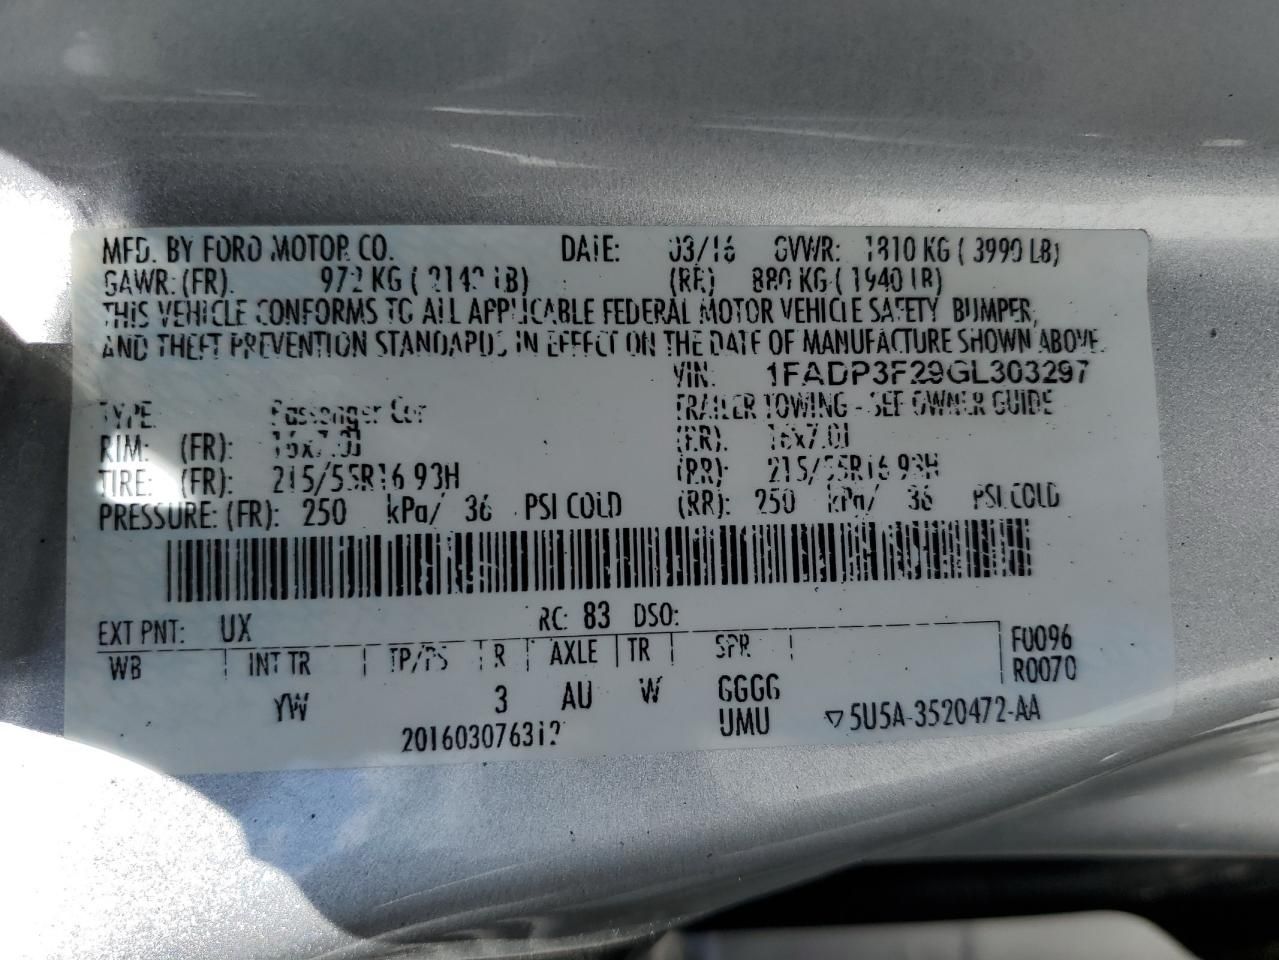 MFD. BY FORD MOTOR CO. DATE: 03/16 GVWR: 1810 KG ( 3990 LB)
GAWR: (FR) 972 KG ( 2142 LB) (RR) 880 KG ( 1940 LB)
THIS VEHICLE CONFORMS TO ALL APPLICABLE FEDERAL MOTOR VEHICLE SAFETY BUMPER,
AND THEFT PREVENTION STANDARDS IN EFFECT ON THE DATE OF MANUFACTURE SHOWN ABOVE.
VIN: 1FADP3F29GL303297
TYPE: Passenger Car TRAILER TOWING - SEE OWNER GUIDE
RIM: (FR): 16x7.0J (RR): 16x7.0J
TIRE: (FR): 215/55R16 93H (RR): 215/55R16 93H
PRESSURE: (FR): 250 kPa/ 36 PSI COLD (RR): 250 kPa/ 36 PSI COLD
EXT PNT: UX RC: 83 DSO:
WB INT TR TP/PS R AXLE TR SPR F0096
R0070
YW 3 AU W GGGG
UMU ▽5U5A-3520472-AA
20160307631?